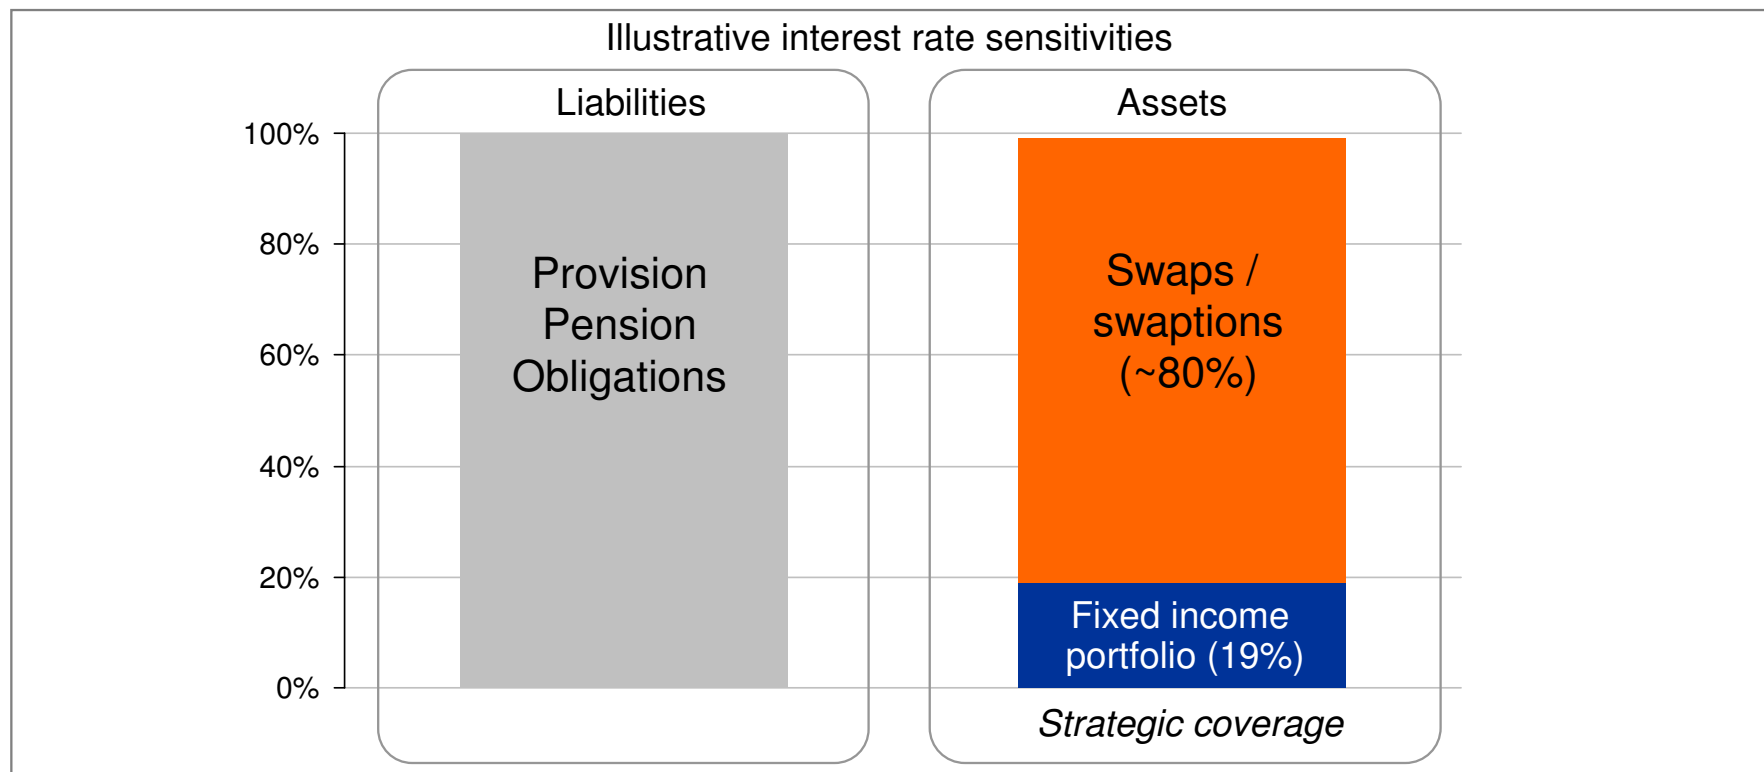 Illustrative interest rate sensitivities
Liabilities
Assets
100%
80%
60%
40%
20%
0%
Provision
Pension
Obligations
Swaps /
swaptions
(~80%)
Fixed income
portfolio (19%)
Strategic coverage